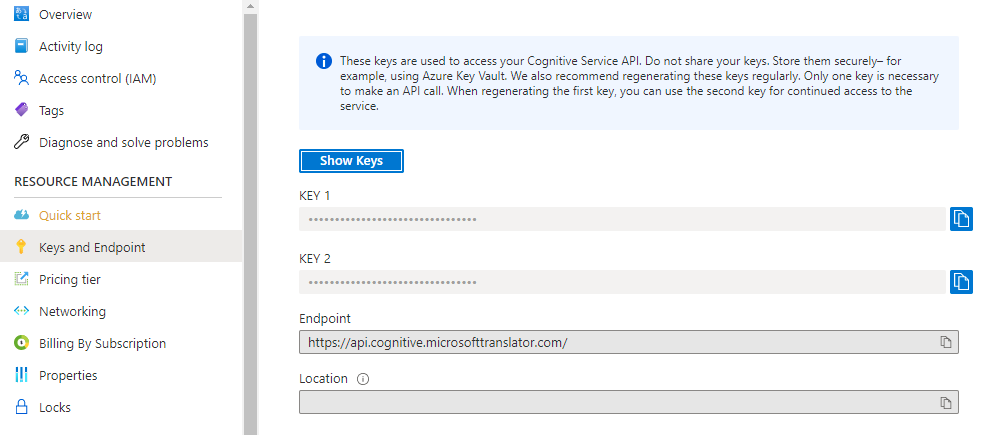 Overview
Activity log
Access control (IAM)
Tags
Diagnose and solve problems
RESOURCE MANAGEMENT
Quick start
Keys and Endpoint
Pricing tier
Networking
Billing By Subscription
Properties
Locks
These keys are used to access your Cognitive Service API. Do not share your keys. Store them securely– for
example, using Azure Key Vault. We also recommend regenerating these keys regularly. Only one key is necessary
to make an API call. When regenerating the first key, you can use the second key for continued access to the
service.
Show Keys
KEY 1
••••••••••••••••••••••••••••••••
KEY 2
••••••••••••••••••••••••••••••••
Endpoint
https://api.cognitive.microsofttranslator.com/
Location